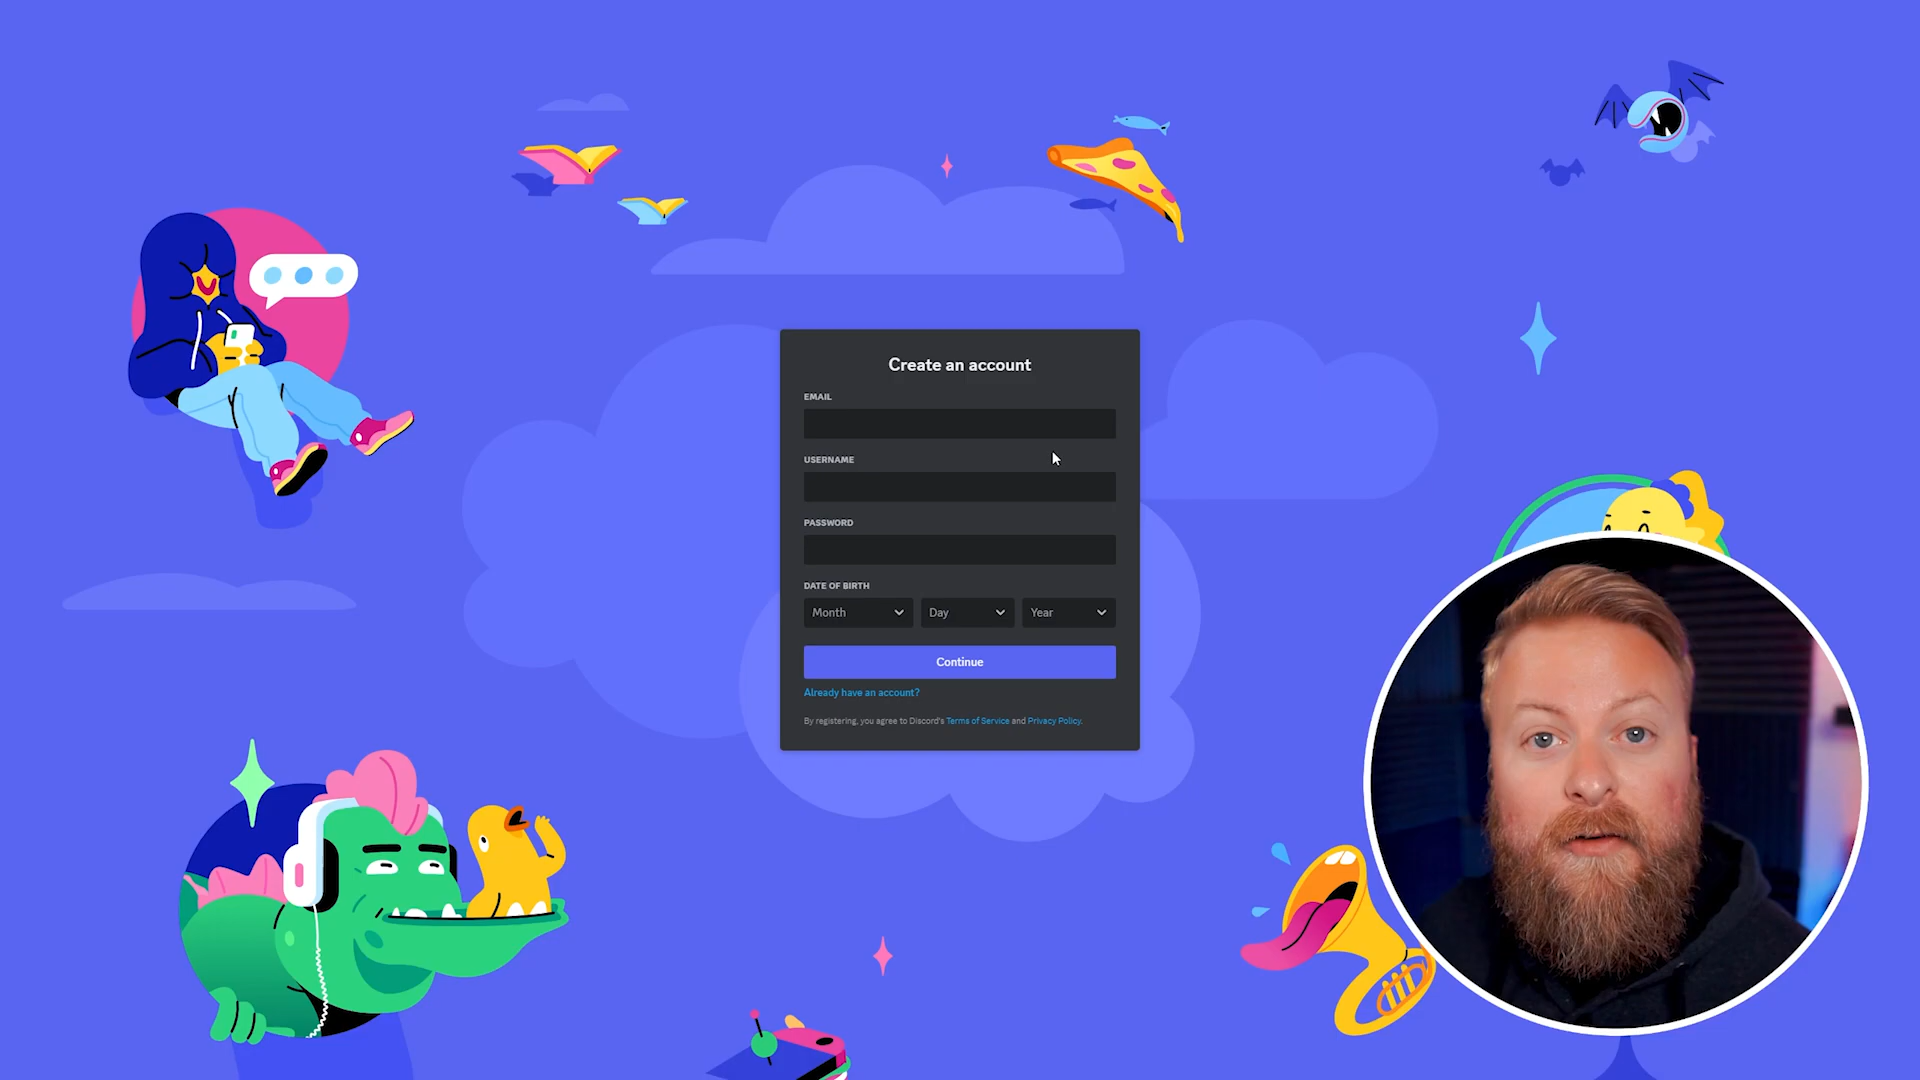 Create an account
EMAIL
USERNAME
PASSWORD
DATE OF BIRTH
Month Day Year
Continue
Already have an account?
By registering, you agree to Discord's Terms of Service and Privacy Policy.